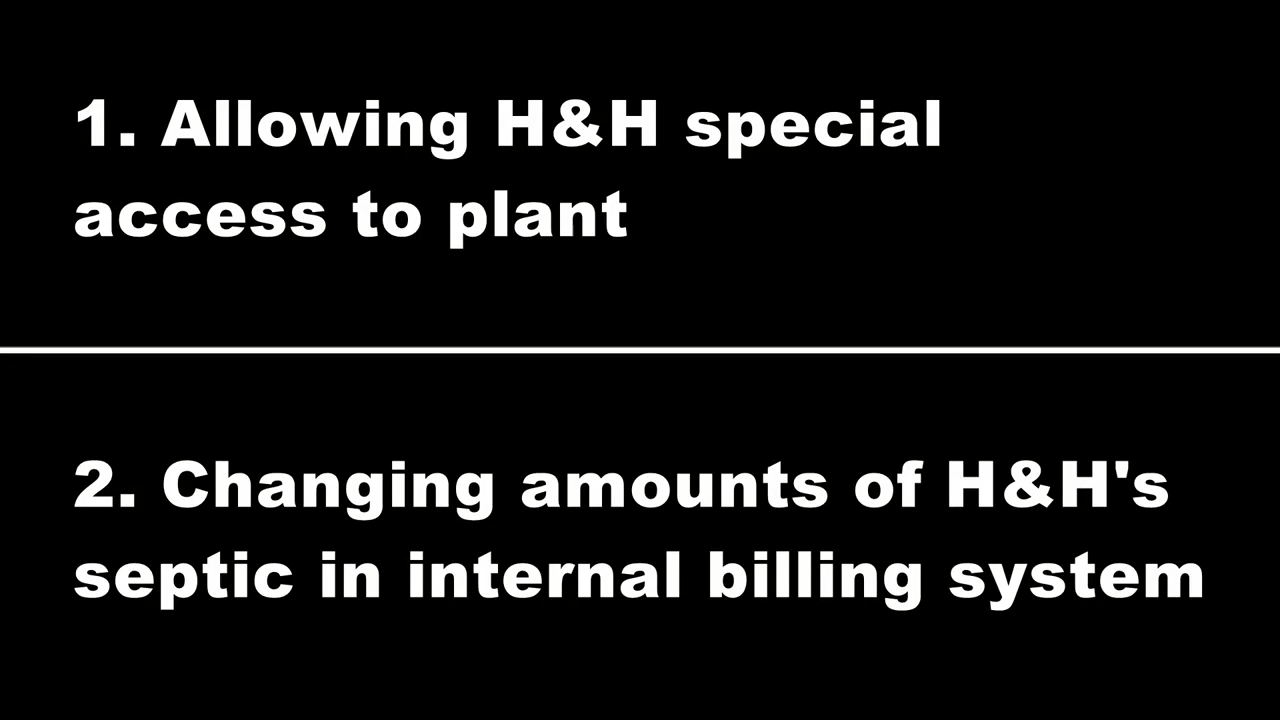 1. Allowing H&H special
access to plant
2. Changing amounts of H&H's
septic in internal billing system